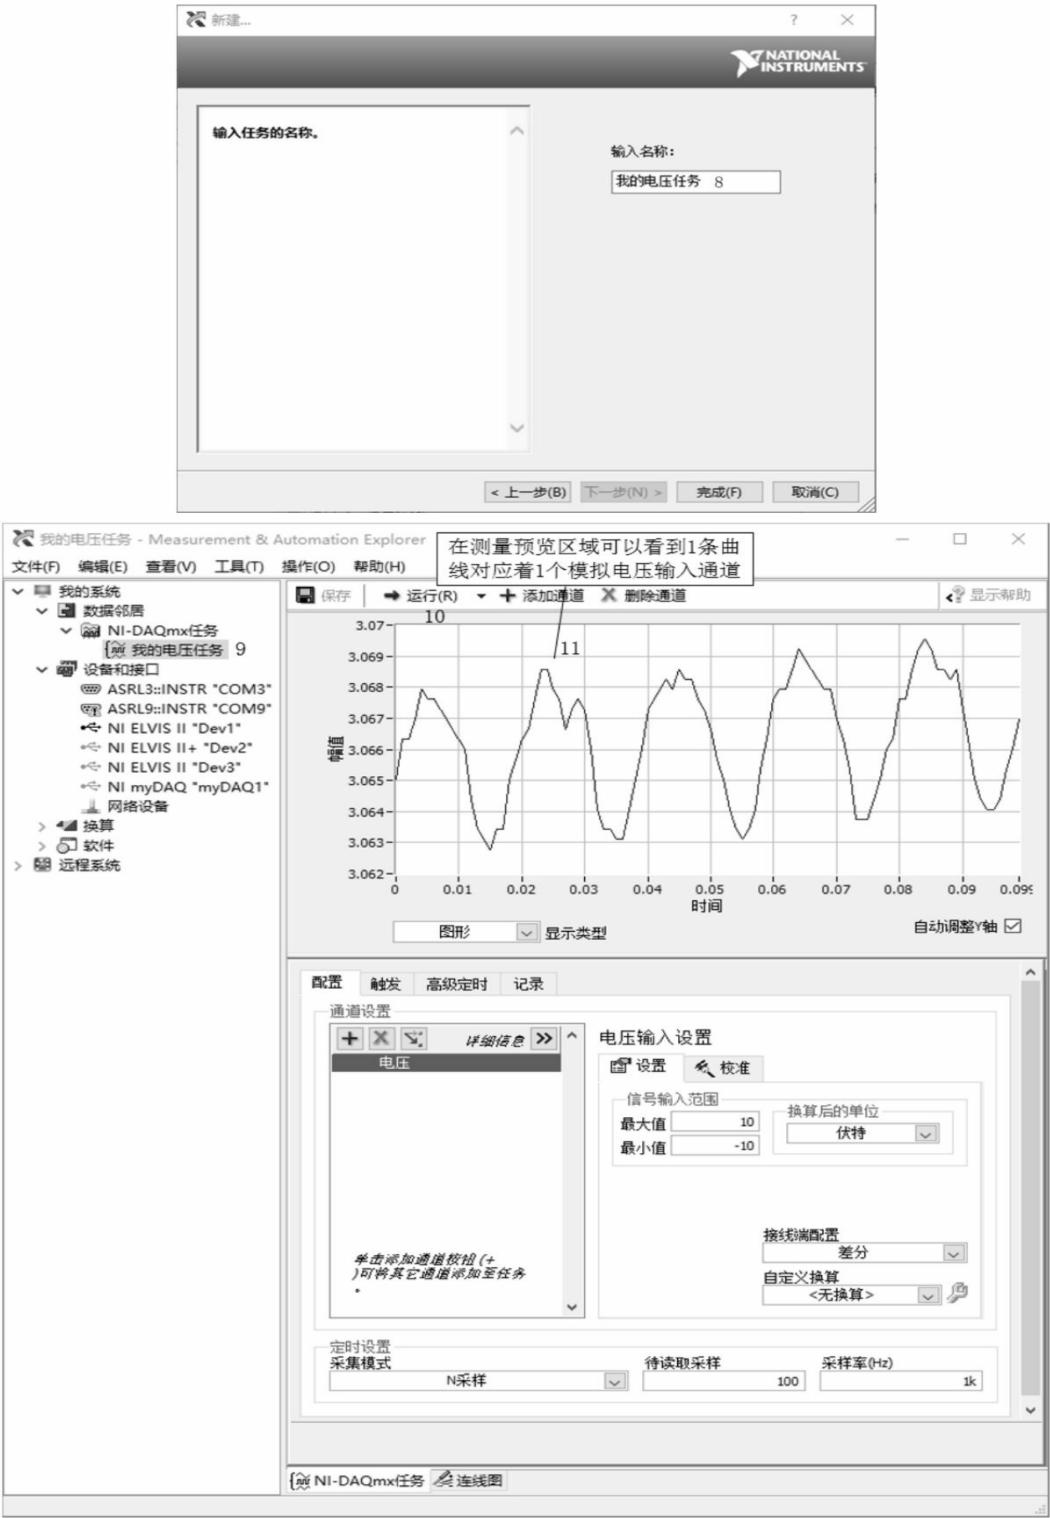 新建...
NATIONAL
INSTRUMENTS
输入任务的名称。
输入名称：
我的电压任务 8
< 上一步(B) 下一步(N) > 完成(F) 取消(C)
我的电压任务 - Measurement & Automation Explorer
在测量预览区域可以看到1条曲
线对应着1个模拟电压输入通道
文件(F) 编辑(E) 查看(V) 工具(T) 操作(O) 帮助(H)
我的系统
数据邻居
NI-DAQmx任务
我的电压任务 9
设备和接口
ASRL3::INSTR "COM3"
ASRL9::INSTR "COM9"
NI ELVIS II "Dev1"
NI ELVIS II+ "Dev2"
NI ELVIS II "Dev3"
NI myDAQ "myDAQ1"
网络设备
换算
软件
远程系统
保存 运行(R) 添加通道 删除通道 显示帮助
10
11
3.07
3.069
3.068
3.067
3.066
3.065
3.064
3.063
3.062
幅值
0 0.01 0.02 0.03 0.04 0.05 0.06 0.07 0.08 0.09 0.099
时间
图形 显示类型 自动调整Y轴
配置 触发 高级定时 记录
通道设置
详细信息 >>
电压
单击添加通道按钮(+
)可将其它通道添加至任务
。
电压输入设置
设置 校准
信号输入范围
最大值 10
最小值 -10
换算后的单位
伏特
接线端配置
差分
自定义换算
<无换算>
定时设置
采集模式 待读取采样 采样率(Hz)
N采样 100 1k
NI-DAQmx任务 连线图